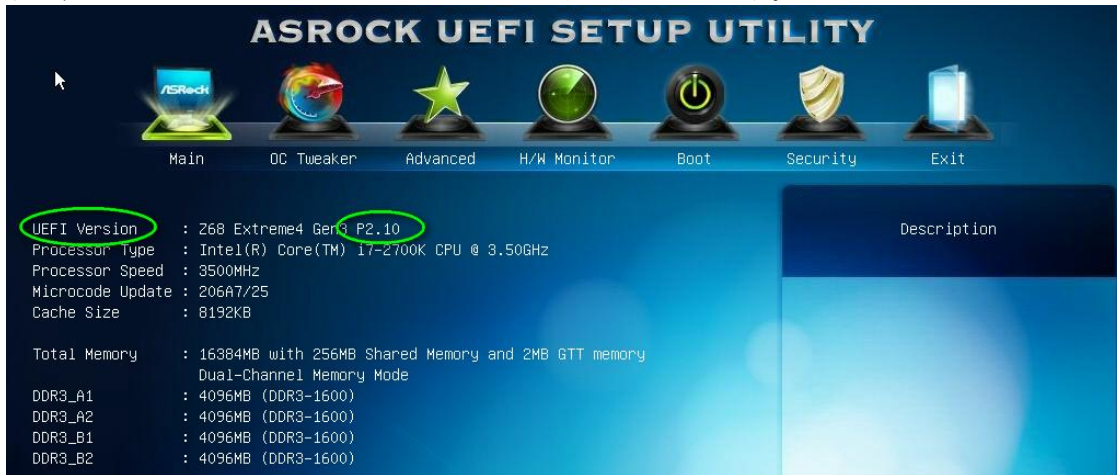 ASROCK UEFI SETUP UTILITY
ASRock
Main OC Tweaker Advanced H/W Monitor Boot Security Exit
UEFI Version : Z68 Extreme4 Gen3 P2.10
Processor Type : Intel(R) Core(TM) i7-2700K CPU @ 3.50GHz
Processor Speed : 3500MHz
Microcode Update : 206A7/25
Cache Size : 8192KB
Total Memory : 16384MB with 256MB Shared Memory and 2MB GTT memory
Dual-Channel Memory Mode
DDR3_A1 : 4096MB (DDR3-1600)
DDR3_A2 : 4096MB (DDR3-1600)
DDR3_B1 : 4096MB (DDR3-1600)
DDR3_B2 : 4096MB (DDR3-1600)
Description